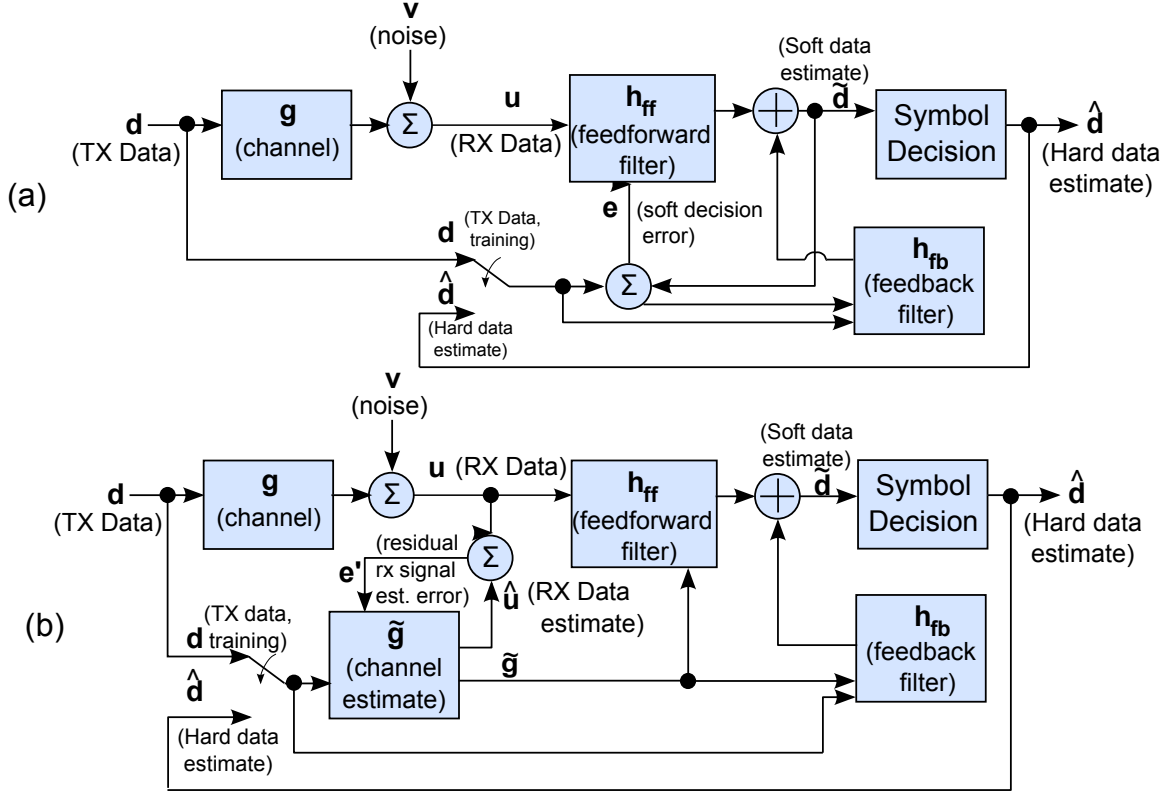 v
(noise)
(Soft data
estimate)
d
(TX Data)
g
(channel)
Σ
u
(RX Data)
h_ff
(feedforward
filter)
+
d̃
Symbol
Decision
d̂
(Hard data
estimate)
(a)
e
(soft decision
error)
d
(TX Data,
training)
d̂
(Hard data
estimate)
Σ
h_fb
(feedback
filter)
v
(noise)
(Soft data
estimate)
d
(TX Data)
g
(channel)
Σ
u (RX Data)
h_ff
(feedforward
filter)
+
d̃
Symbol
Decision
d̂
(Hard data
estimate)
(b)
e'
(residual
rx signal
est. error)
Σ
û (RX Data
estimate)
d
(TX data,
training)
d̂
(Hard data
estimate)
g̃
(channel
estimate)
g̃
h_fb
(feedback
filter)